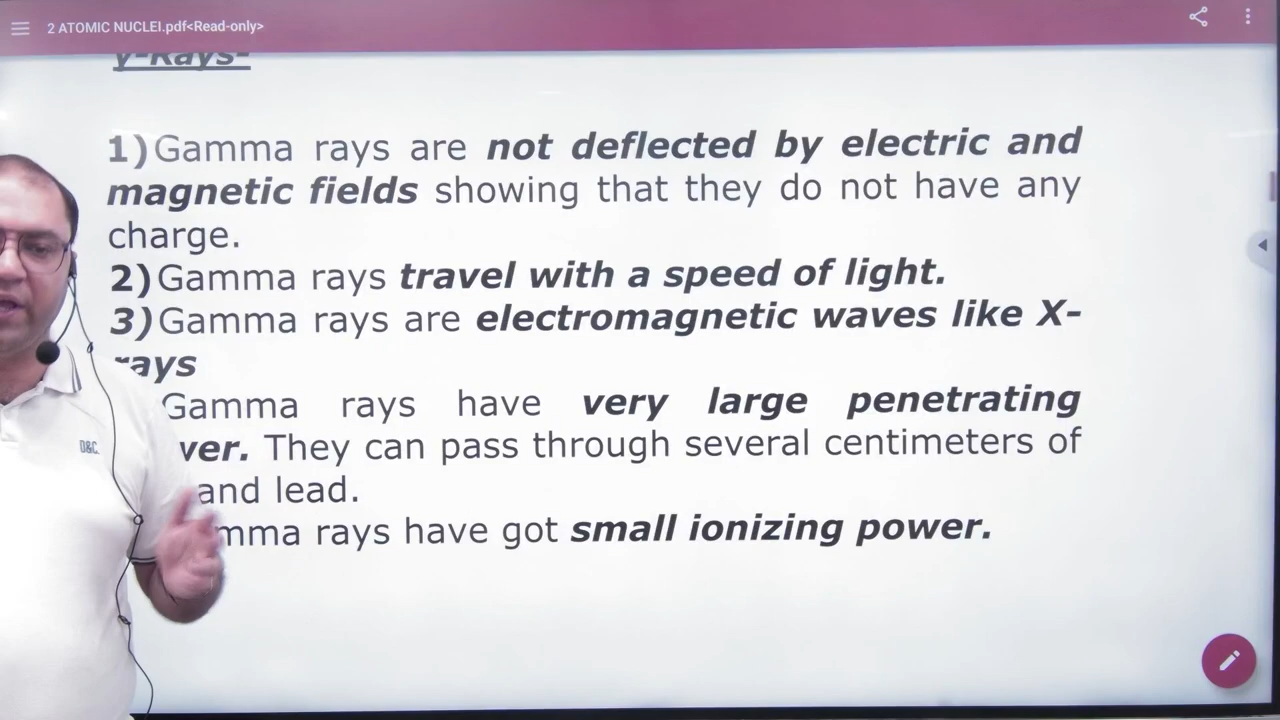 2 ATOMIC NUCLEI.pdf<Read-only>
γ-Rays-
1) Gamma rays are not deflected by electric and
magnetic fields showing that they do not have any
charge.
2) Gamma rays travel with a speed of light.
3) Gamma rays are electromagnetic waves like X-
rays
Gamma rays have very large penetrating
wer. They can pass through several centimeters of
and lead.
mma rays have got small ionizing power.
D&C